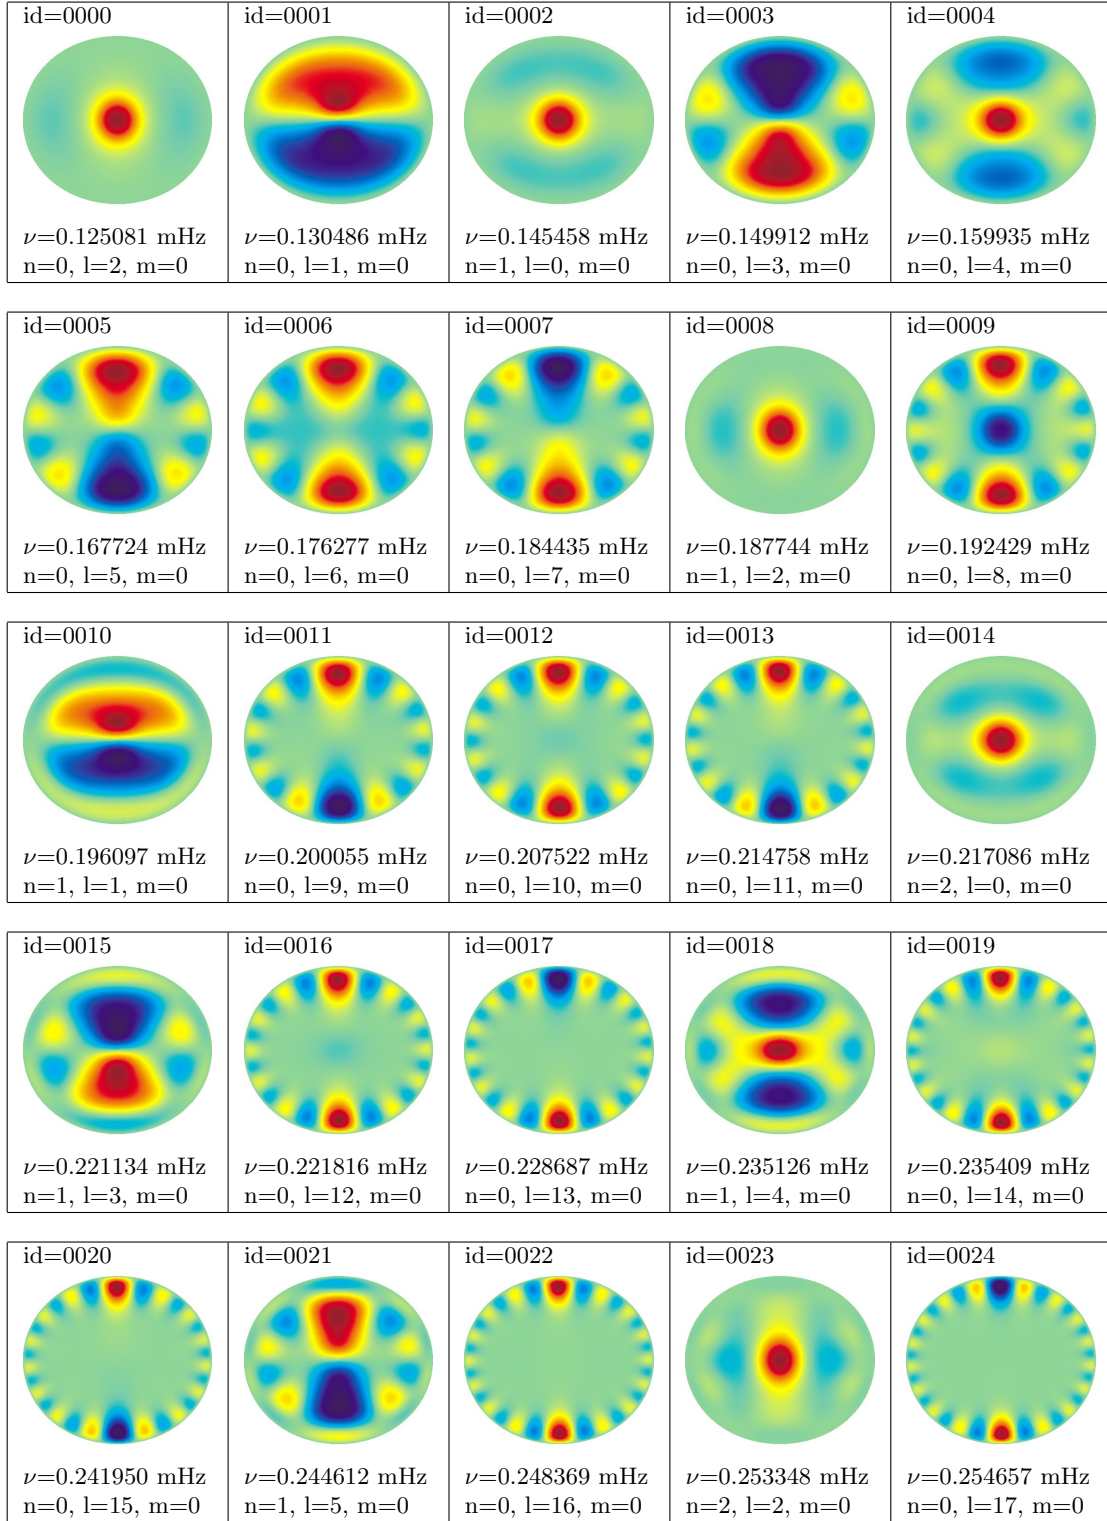 id=0000 id=0001 id=0002 id=0003 id=0004
ν=0.125081 mHz ν=0.130486 mHz ν=0.145458 mHz ν=0.149912 mHz ν=0.159935 mHz
n=0, l=2, m=0 n=0, l=1, m=0 n=1, l=0, m=0 n=0, l=3, m=0 n=0, l=4, m=0
id=0005 id=0006 id=0007 id=0008 id=0009
ν=0.167724 mHz ν=0.176277 mHz ν=0.184435 mHz ν=0.187744 mHz ν=0.192429 mHz
n=0, l=5, m=0 n=0, l=6, m=0 n=0, l=7, m=0 n=1, l=2, m=0 n=0, l=8, m=0
id=0010 id=0011 id=0012 id=0013 id=0014
ν=0.196097 mHz ν=0.200055 mHz ν=0.207522 mHz ν=0.214758 mHz ν=0.217086 mHz
n=1, l=1, m=0 n=0, l=9, m=0 n=0, l=10, m=0 n=0, l=11, m=0 n=2, l=0, m=0
id=0015 id=0016 id=0017 id=0018 id=0019
ν=0.221134 mHz ν=0.221816 mHz ν=0.228687 mHz ν=0.235126 mHz ν=0.235409 mHz
n=1, l=3, m=0 n=0, l=12, m=0 n=0, l=13, m=0 n=1, l=4, m=0 n=0, l=14, m=0
id=0020 id=0021 id=0022 id=0023 id=0024
ν=0.241950 mHz ν=0.244612 mHz ν=0.248369 mHz ν=0.253348 mHz ν=0.254657 mHz
n=0, l=15, m=0 n=1, l=5, m=0 n=0, l=16, m=0 n=2, l=2, m=0 n=0, l=17, m=0